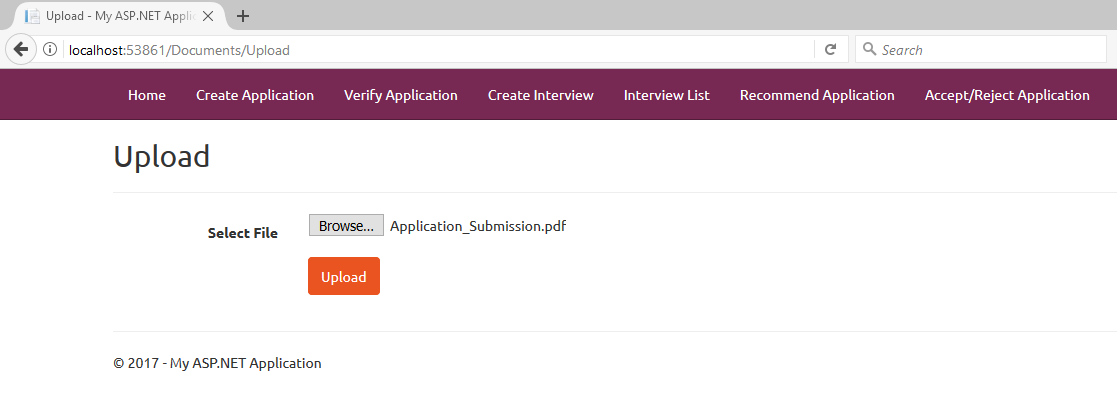 Upload - My ASP.NET Applic
localhost:53861/Documents/Upload
Search
Home Create Application Verify Application Create Interview Interview List Recommend Application Accept/Reject Application
Upload
Select File Browse... Application_Submission.pdf
Upload
© 2017 - My ASP.NET Application